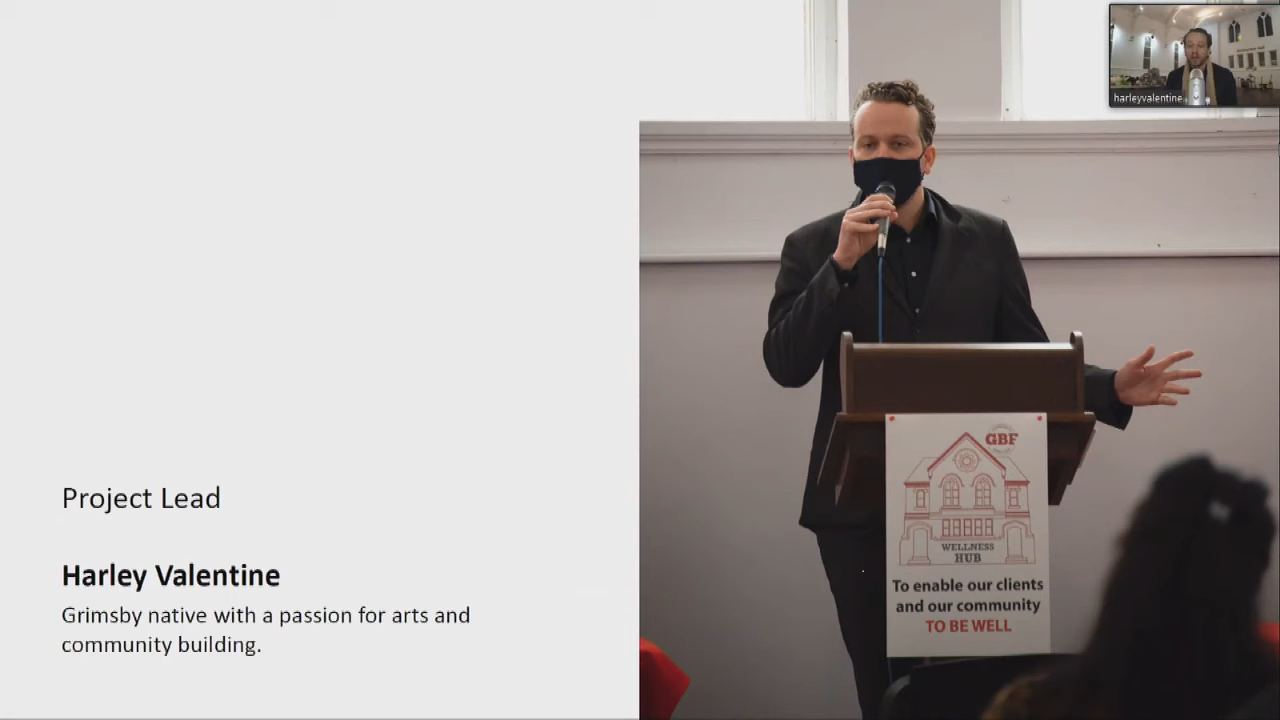 harleyvalentine
Project Lead
Harley Valentine
Grimsby native with a passion for arts and
community building.
GBF
WELLNESS
HUB
To enable our clients
and our community
TO BE WELL